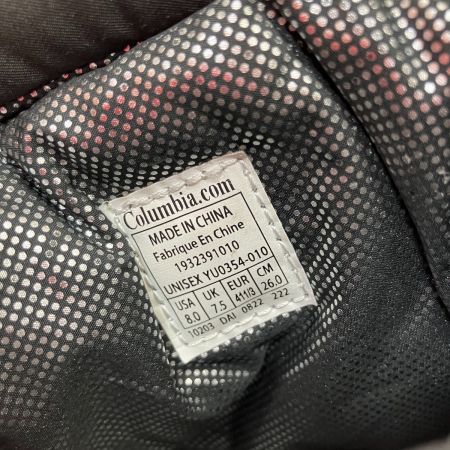 Columbia.com
MADE IN CHINA
Fabrique En Chine
1932391010
UNISEX YU0354-010
USA UK EUR CM
8.0 7.5 41 1/3 26.0
10203 DAI 0822 222